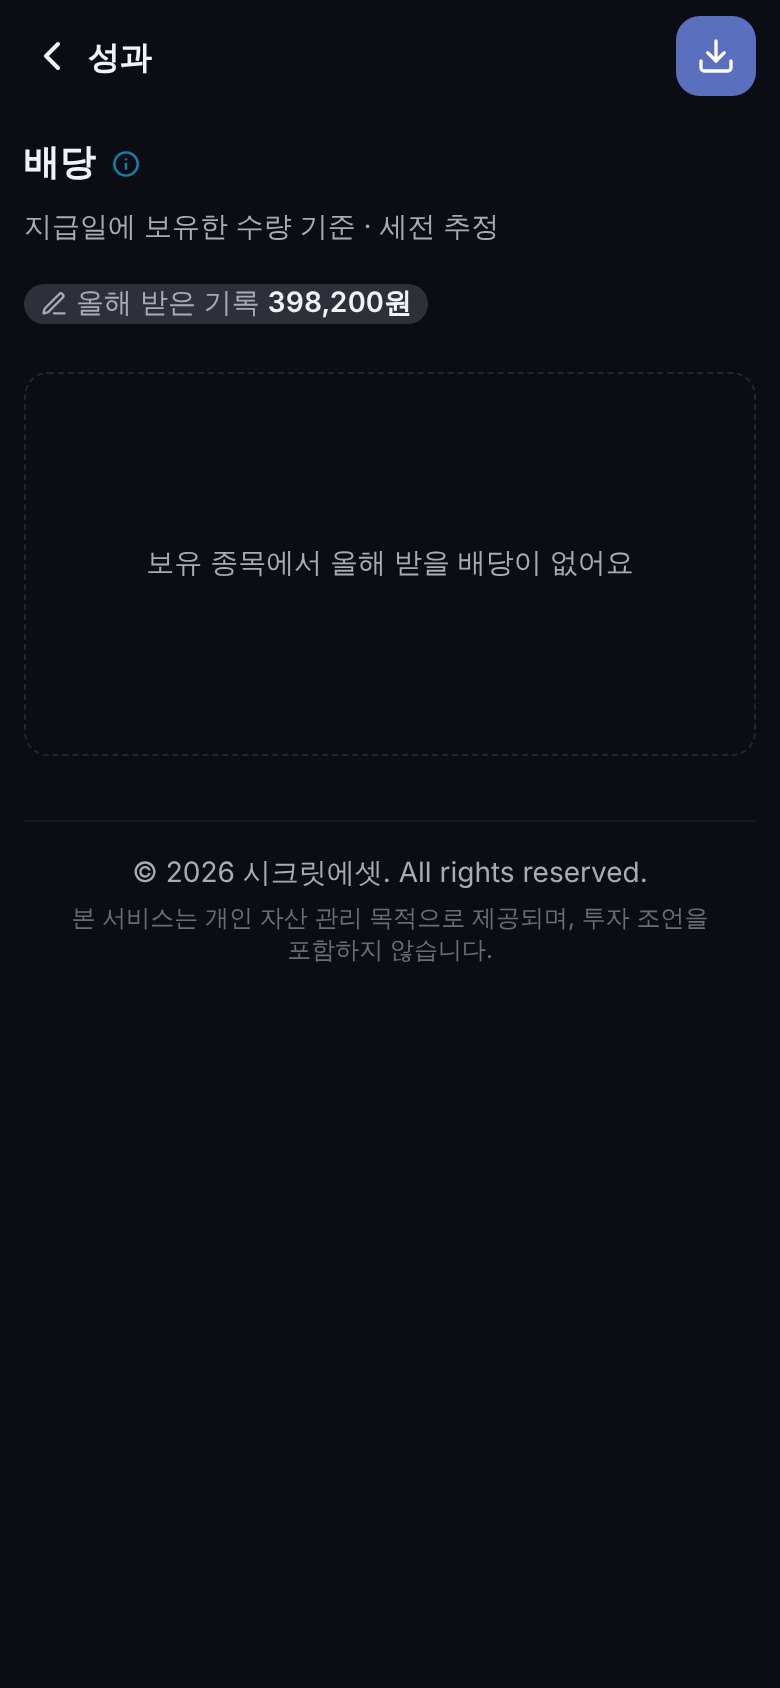 성과
배당
지급일에 보유한 수량 기준 · 세전 추정
올해 받은 기록 398,200원
보유 종목에서 올해 받을 배당이 없어요
© 2026 시크릿에셋. All rights reserved.
본 서비스는 개인 자산 관리 목적으로 제공되며, 투자 조언을
포함하지 않습니다.